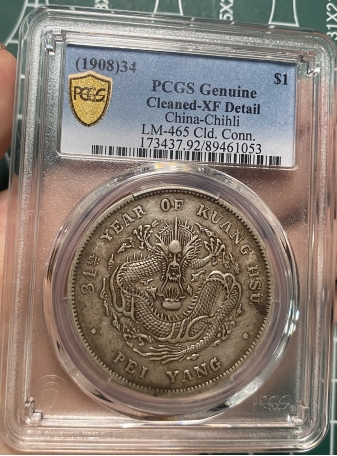 (1908)34
$1
PCGS
PCGS Genuine
Cleaned-XF Detail
China-Chihli
LM-465 Cld. Conn.
173437.92/89461053
34TH YEAR OF KUANG HSU
PEI YANG
PCGS